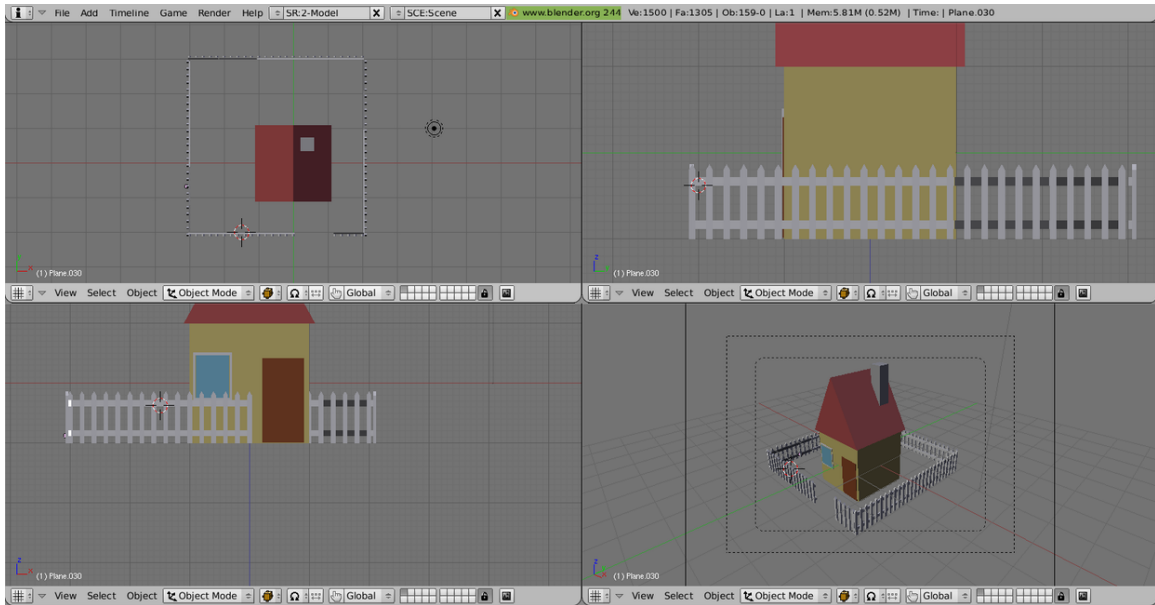 File Add Timeline Game Render Help SR:2-Model X SCE:Scene X www.blender.org 244 Ve:1500 | Fa:1305 | Ob:159-0 | La:1 | Mem:5.81M (0.52M) | Time: | Plane.030
(1) Plane.030
(1) Plane.030
View Select Object Object Mode Global
View Select Object Object Mode Global
(1) Plane.030
(1) Plane.030
View Select Object Object Mode Global
View Select Object Object Mode Global